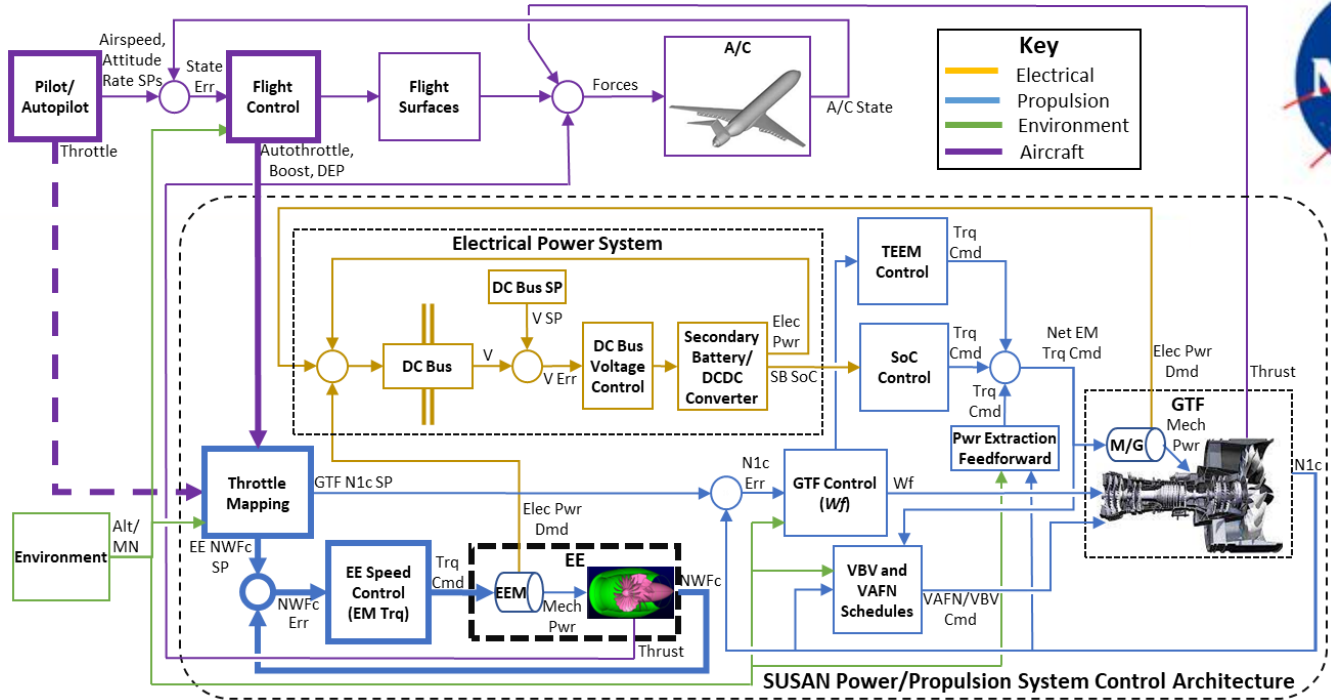 Airspeed,
Attitude
Rate SPs
State
Err
Pilot/
Autopilot
Flight
Control
Flight
Surfaces
Forces
A/C
A/C State
Key
Electrical
Propulsion
Environment
Aircraft
Throttle
Autothrottle,
Boost, DEP
Electrical Power System
DC Bus SP
V SP
DC Bus
V
V Err
DC Bus
Voltage
Control
Secondary
Battery/
DCDC
Converter
Elec
Pwr
SB SoC
TEEM
Control
Trq
Cmd
SoC
Control
Trq
Cmd
Net EM
Trq Cmd
Trq
Cmd
Elec Pwr
Dmd
Thrust
GTF
M/G
Mech
Pwr
N1c
Pwr Extraction
Feedforward
Throttle
Mapping
GTF N1c SP
N1c
Err
GTF Control
(Wf)
Wf
Environment
Alt/
MN
EE NWFc
SP
NWFc
Err
EE Speed
Control
(EM Trq)
Trq
Cmd
Elec Pwr
Dmd
EE
EEM
Mech
Pwr
NWFc
Thrust
VBV and
VAFN
Schedules
VAFN/VBV
Cmd
SUSAN Power/Propulsion System Control Architecture